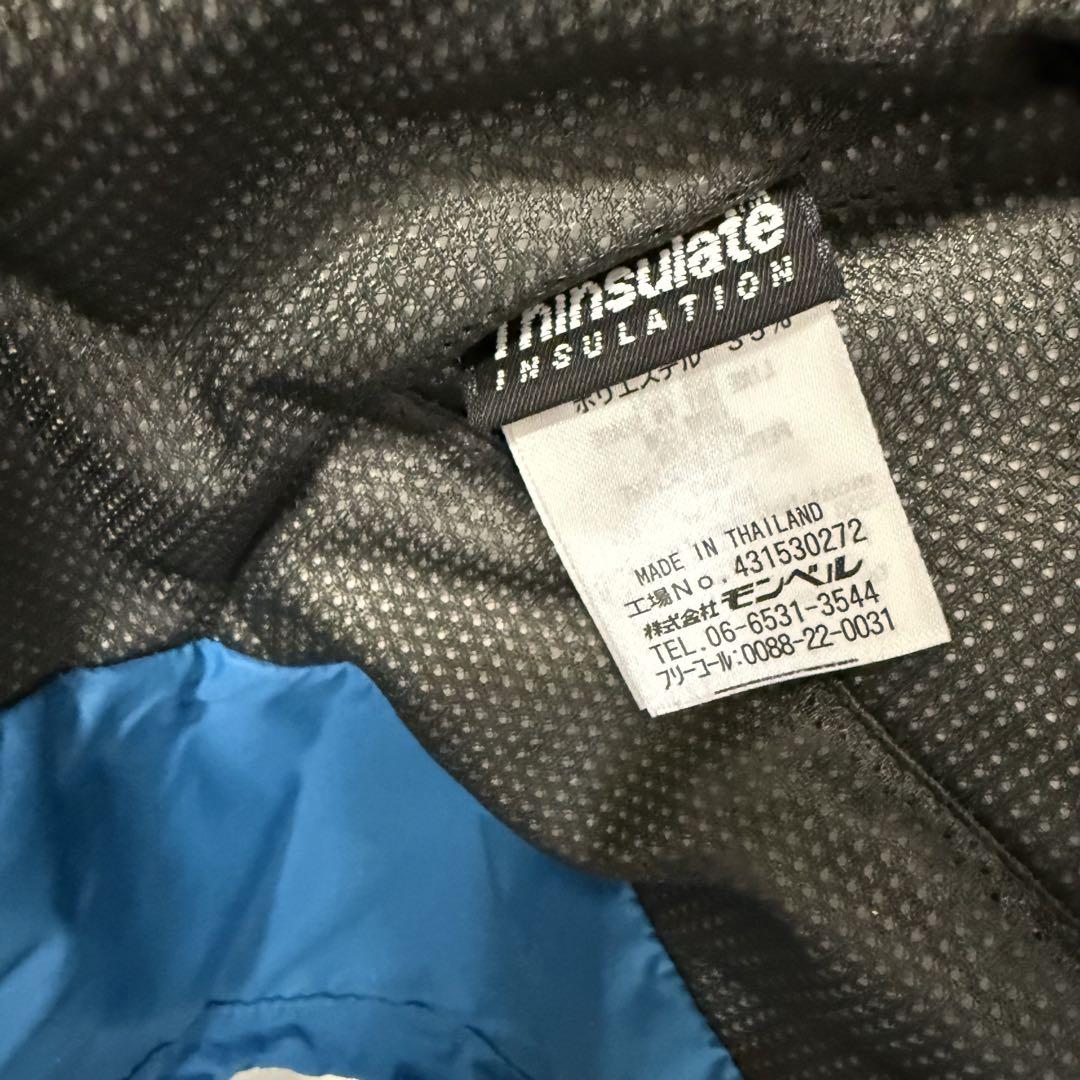 Thinsulate
INSULATION
ポリエステル 35%
MADE IN THAILAND
工場No.431530272
株式会社 モンベル
TEL.06-6531-3544
フリーコール:0088-22-0031